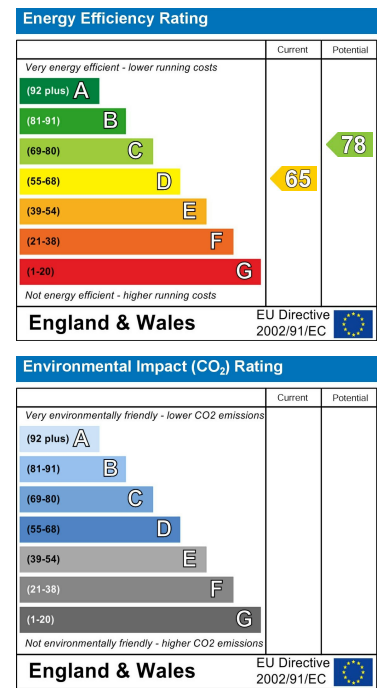 Energy Efficiency Rating
Current Potential
Very energy efficient - lower running costs
(92 plus) A
(81-91) B
(69-80) C
78
(55-68) D
65
(39-54) E
(21-38) F
(1-20) G
Not energy efficient - higher running costs
England & Wales
EU Directive
2002/91/EC
Environmental Impact (CO₂) Rating
Current Potential
Very environmentally friendly - lower CO2 emissions
(92 plus) A
(81-91) B
(69-80) C
(55-68) D
(39-54) E
(21-38) F
(1-20) G
Not environmentally friendly - higher CO2 emissions
England & Wales
EU Directive
2002/91/EC